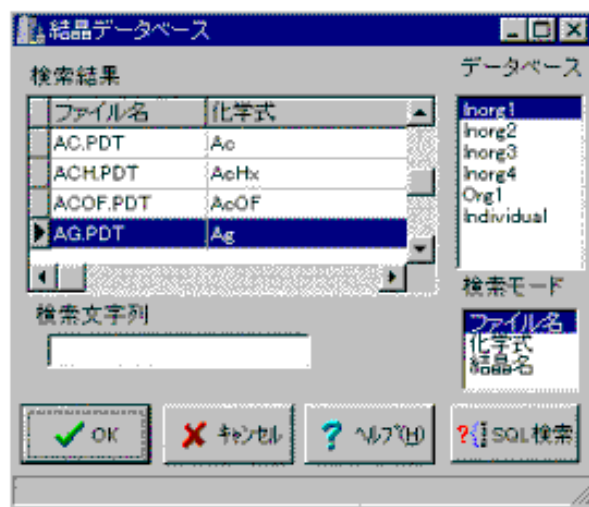 結晶データベース
検索結果
データベース
ファイル名 化学式
AC.PDT Ac
ACH.PDT AcHx
ACOF.PDT AcOF
AG.PDT Ag
Inorg1
Inorg2
Inorg3
Inorg4
Org1
Individual
検索文字列
検索モード
ファイル名
化学式
結晶名
OK
キャンセル
ヘルプ(H)
SQL検索